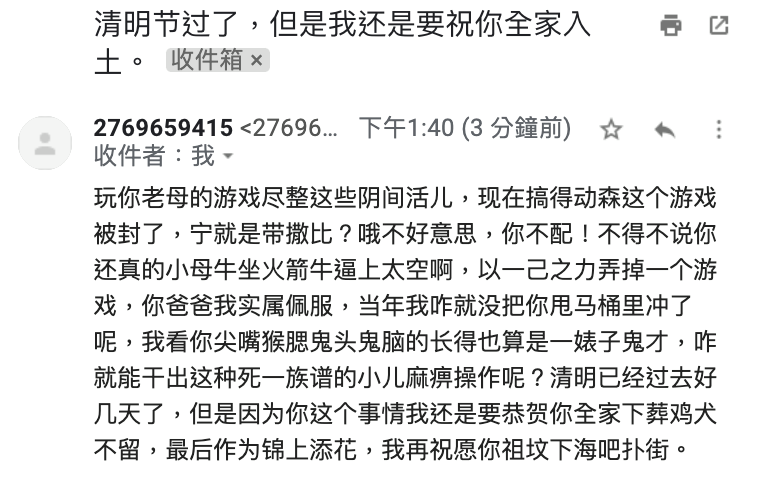 清明节过了，但是我还是要祝你全家入
土。 收件箱 ×
2769659415 <27696... 下午1:40 (3 分鐘前)
收件者：我
玩你老母的游戏尽整这些阴间活儿，现在搞得动森这个游戏
被封了，宁就是带撒比？哦不好意思，你不配！不得不说你
还真的小母牛坐火箭牛逼上太空啊，以一己之力弄掉一个游
戏，你爸爸我实属佩服，当年我咋就没把你甩马桶里冲了
呢，我看你尖嘴猴腮鬼头鬼脑的长得也算是一婊子鬼才，咋
就能干出这种死一族谱的小儿麻痹操作呢？清明已经过去好
几天了，但是因为你这个事情我还是要恭贺你全家下葬鸡犬
不留，最后作为锦上添花，我再祝愿你祖坟下海吧扑街。